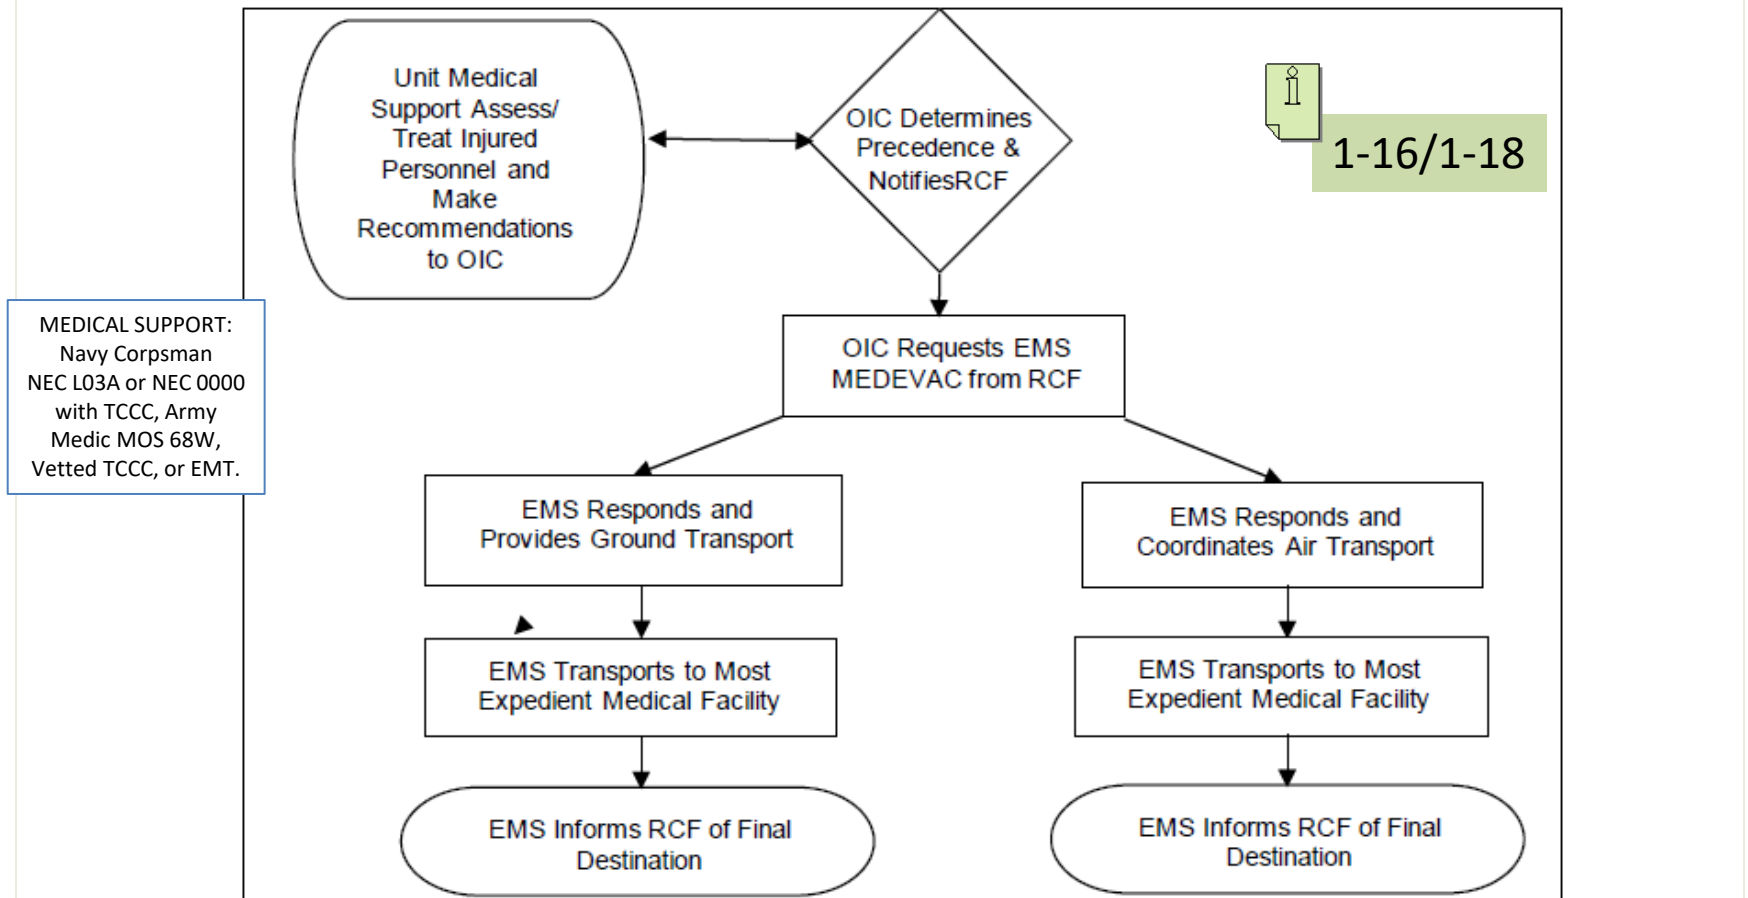 Unit Medical
Support Assess/
Treat Injured
Personnel and
Make
Recommendations
to OIC
OIC Determines
Precedence &
NotifiesRCF
1-16/1-18
MEDICAL SUPPORT:
Navy Corpsman
NEC L03A or NEC 0000
with TCCC, Army
Medic MOS 68W,
Vetted TCCC, or EMT.
OIC Requests EMS
MEDEVAC from RCF
EMS Responds and
Provides Ground Transport
EMS Responds and
Coordinates Air Transport
EMS Transports to Most
Expedient Medical Facility
EMS Transports to Most
Expedient Medical Facility
EMS Informs RCF of Final
Destination
EMS Informs RCF of Final
Destination